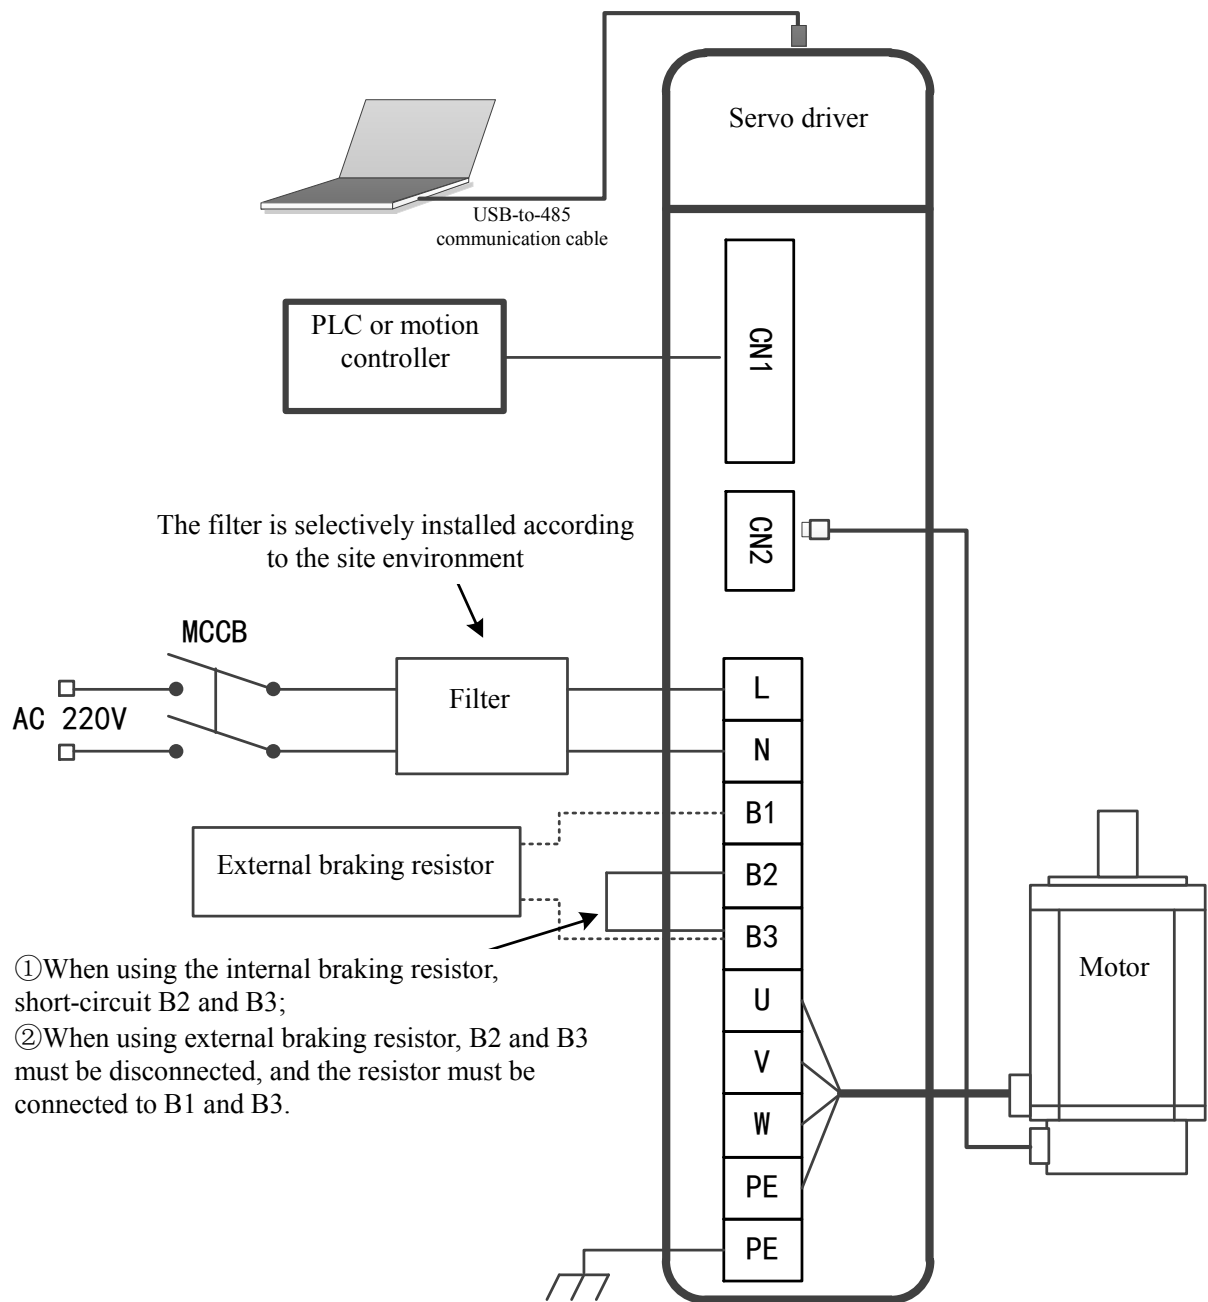 Servo driver
USB-to-485
communication cable
PLC or motion
controller
CN1
The filter is selectively installed according
to the site environment
CN2
MCCB
AC 220V
Filter
L
N
B1
External braking resistor
B2
B3
①When using the internal braking resistor,
short-circuit B2 and B3;
②When using external braking resistor, B2 and B3
must be disconnected, and the resistor must be
connected to B1 and B3.
U
V
W
PE
PE
Motor